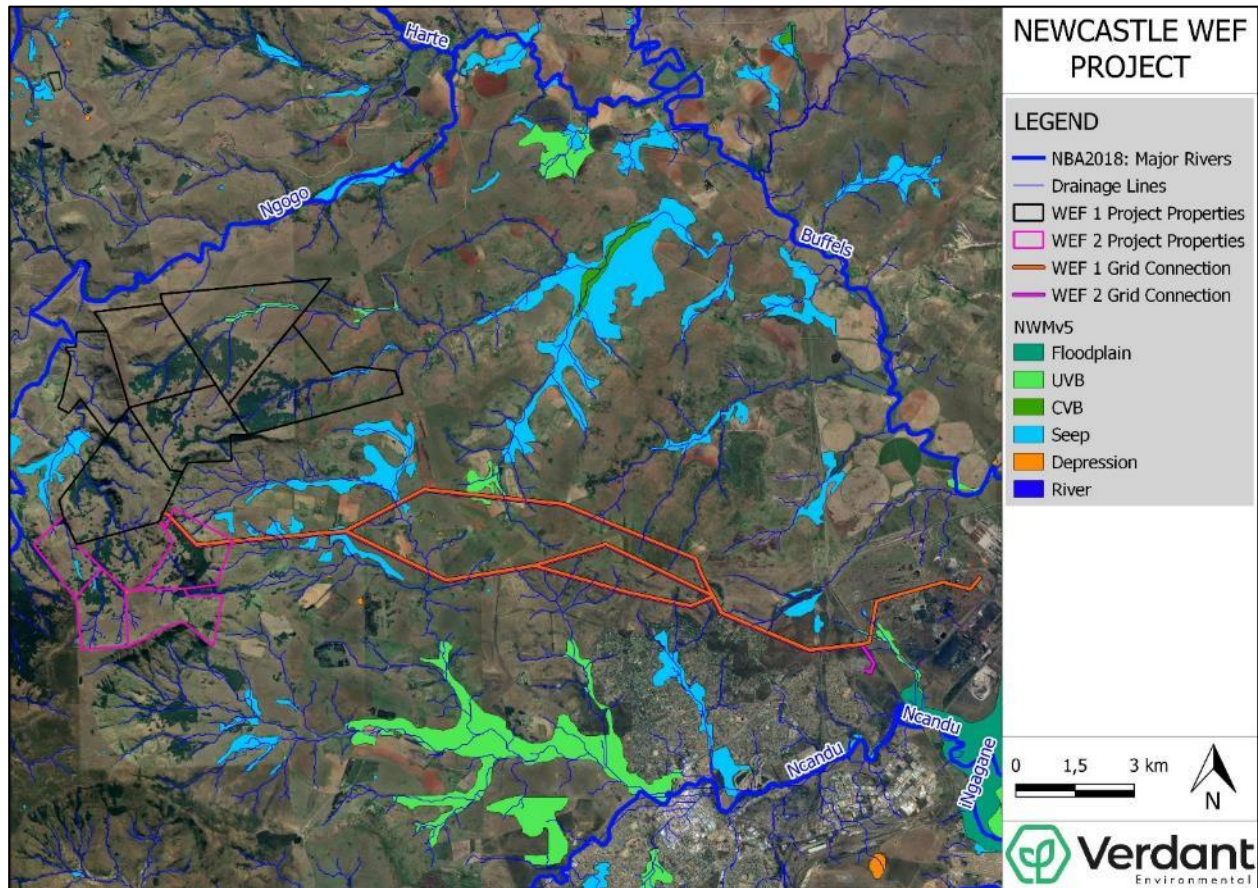 Harte
Ngogo
Buffels
Ncandu
Ncandu
iNgagane
NEWCASTLE WEF
PROJECT
LEGEND
NBA2018: Major Rivers
Drainage Lines
WEF 1 Project Properties
WEF 2 Project Properties
WEF 1 Grid Connection
WEF 2 Grid Connection
NWMv5
Floodplain
UVB
CVB
Seep
Depression
River
0 1,5 3 km
N
Verdant
Environmental